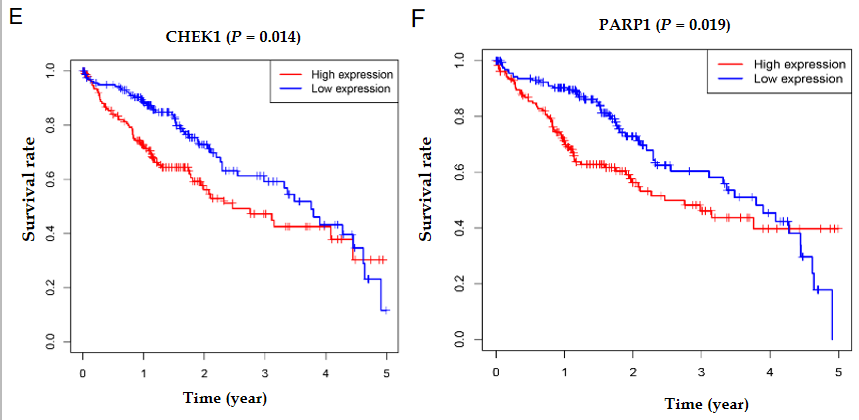 E
CHEK1 (P = 0.014)
High expression
Low expression
Survival rate
0.0 0.2 0.4 0.6 0.8 1.0
0 1 2 3 4 5
Time (year)
F
PARP1 (P = 0.019)
High expression
Low expression
Survival rate
0.0 0.2 0.4 0.6 0.8 1.0
0 1 2 3 4 5
Time (year)